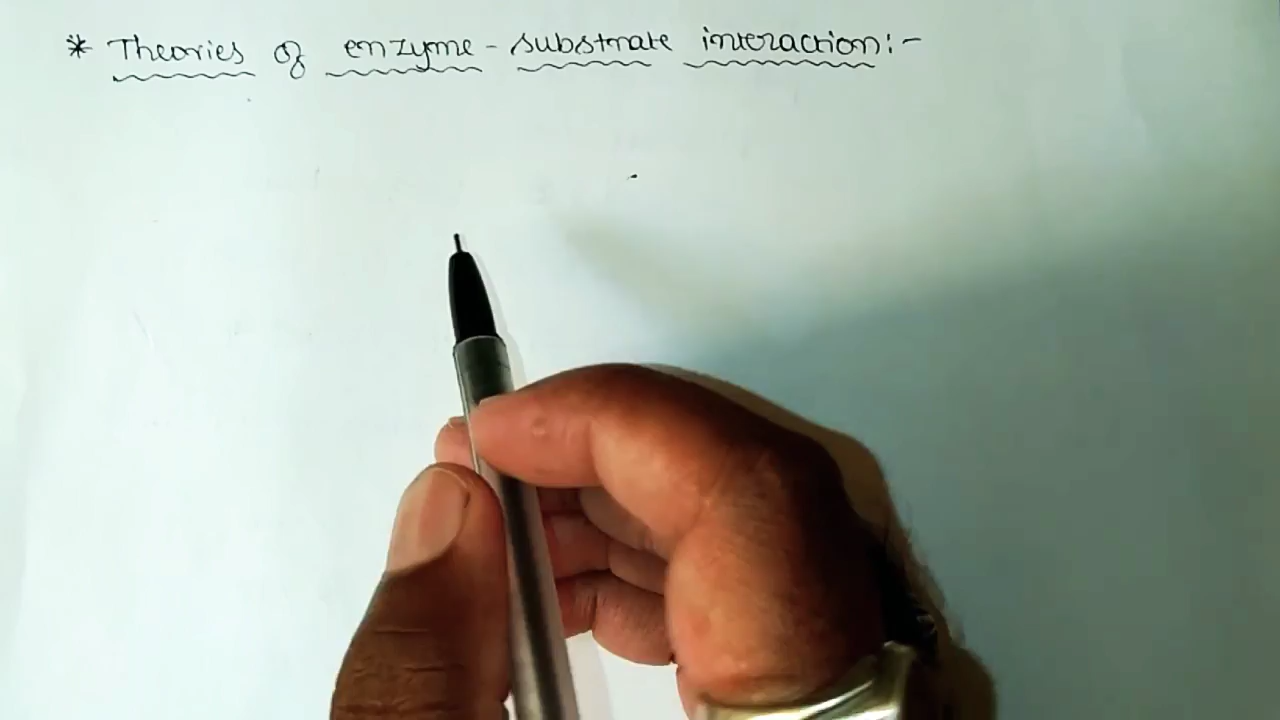 * Theories of enzyme - substrate interaction:-